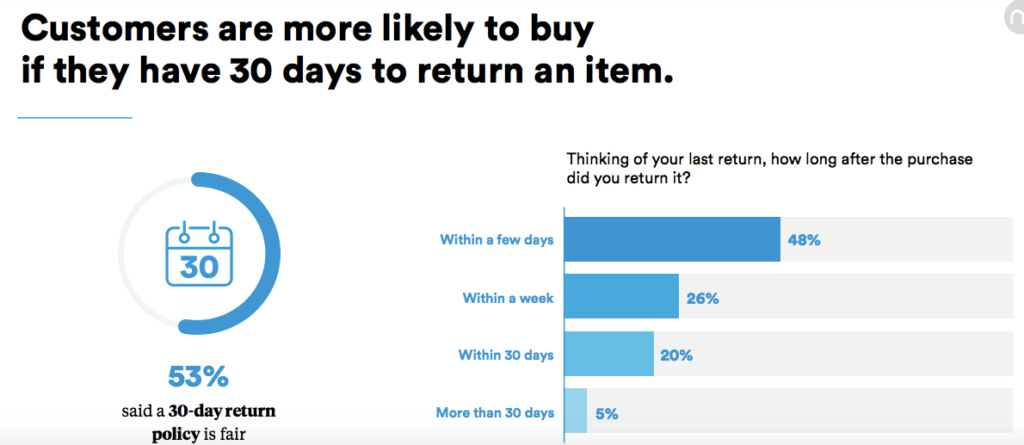 Customers are more likely to buy
if they have 30 days to return an item.
30
53%
said a 30-day return
policy is fair
Thinking of your last return, how long after the purchase
did you return it?
Within a few days 48%
Within a week 26%
Within 30 days 20%
More than 30 days 5%